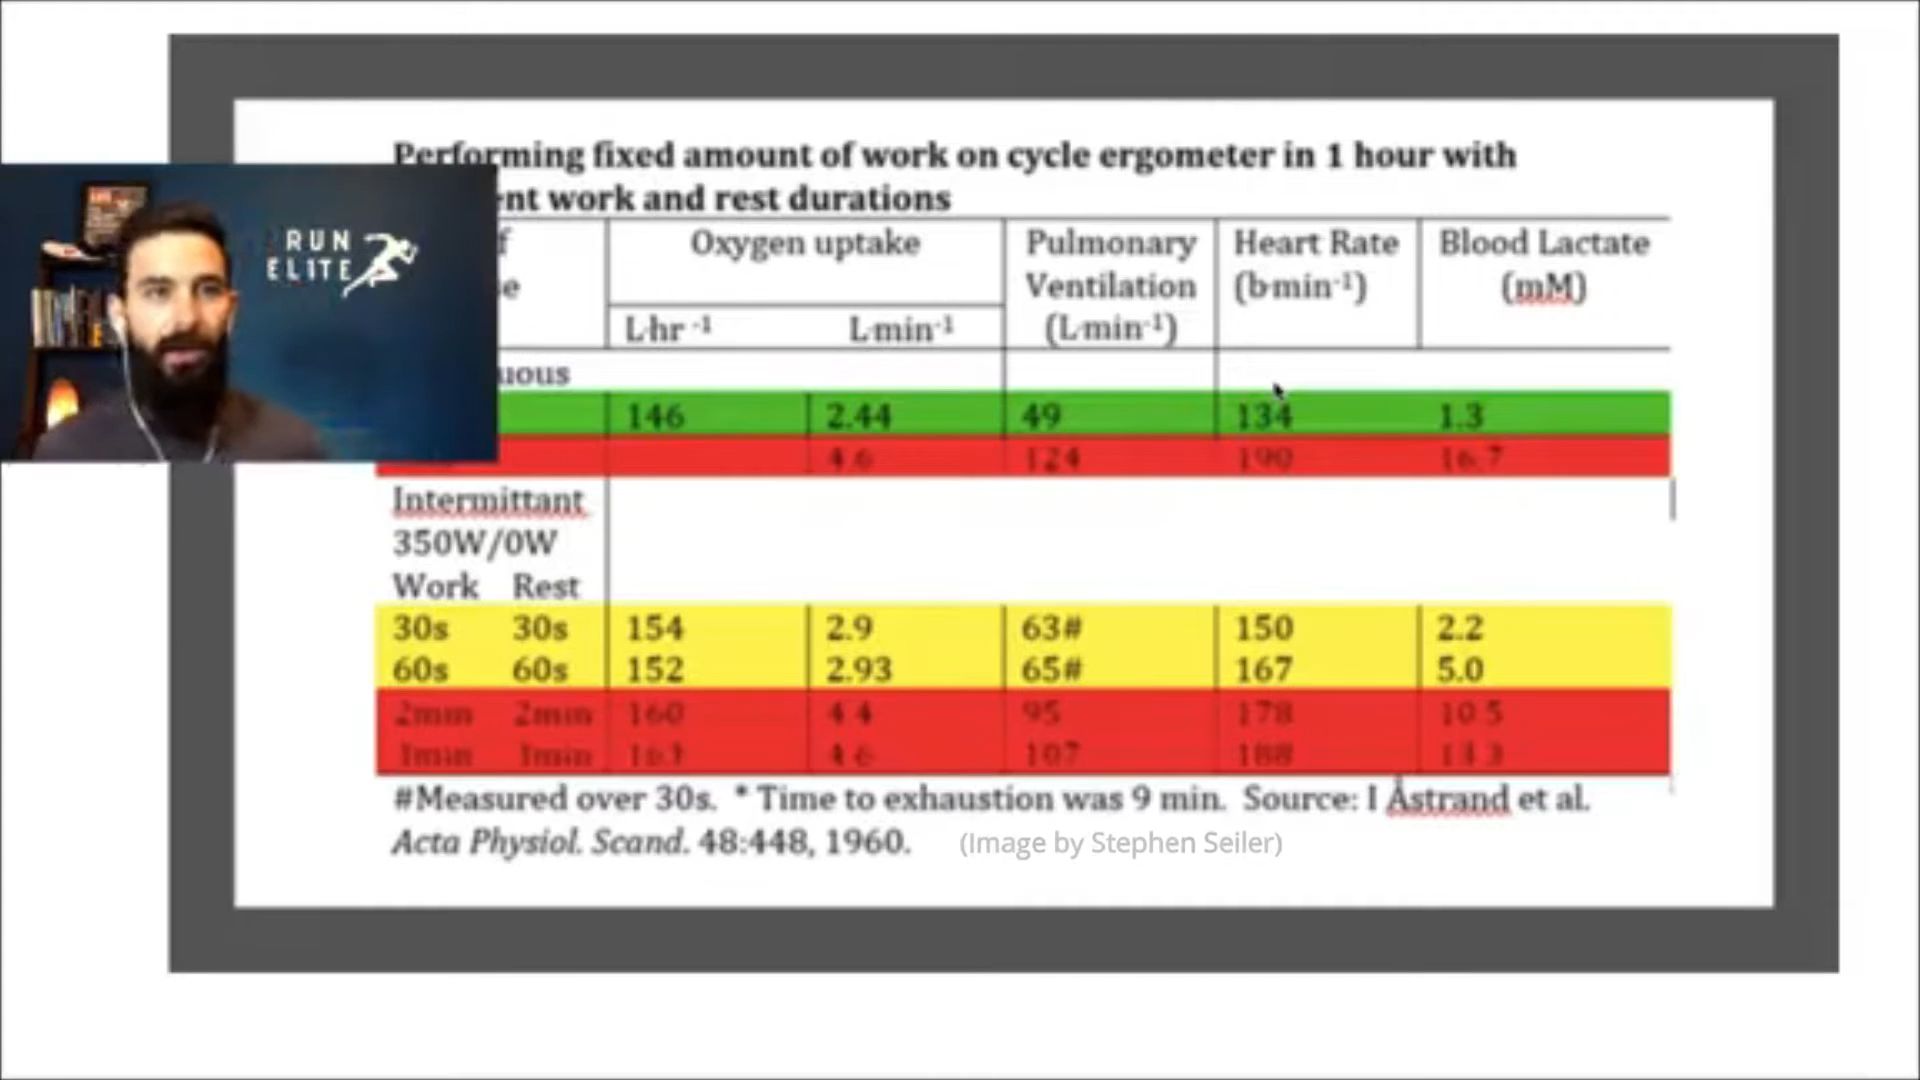 Performing fixed amount of work on cycle ergometer in 1 hour with
ent work and rest durations
RUN
ELITE
f Oxygen uptake Pulmonary Heart Rate Blood Lactate
e Ventilation (b·min-1) (mM)
L·hr -1 L·min-1 (L·min-1)
uous
146 2.44 49 134 1.3
4.6 124 190 16.7
Intermittant
350W/0W
Work Rest
30s 30s 154 2.9 63# 150 2.2
60s 60s 152 2.93 65# 167 5.0
2min 2min 160 4.4 95 178 10.5
4.6 107 188
#Measured over 30s. * Time to exhaustion was 9 min. Source: I Åstrand et al.
Acta Physiol. Scand. 48:448, 1960. (Image by Stephen Seiler)